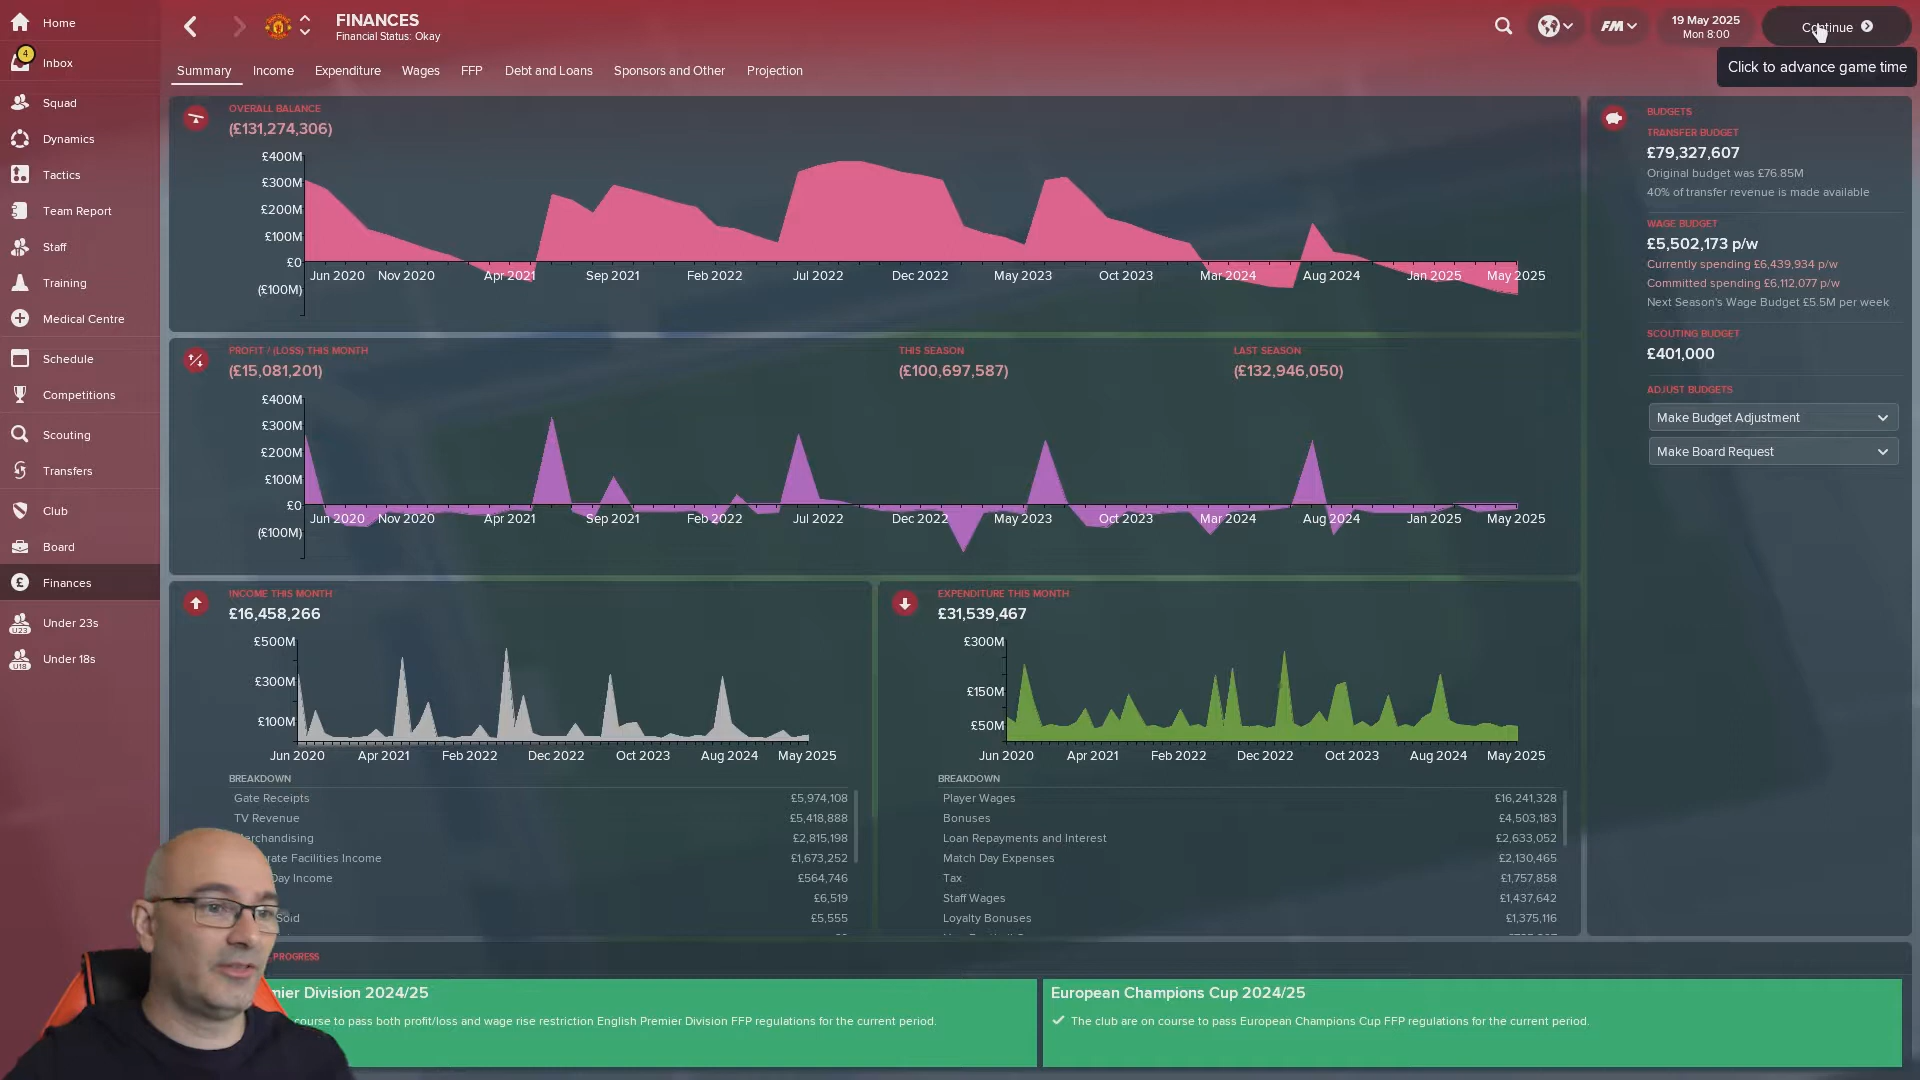 Home
4
Inbox
Squad
Dynamics
Tactics
Team Report
Staff
Training
Medical Centre
Schedule
Competitions
Scouting
Transfers
Club
Board
£
Finances
U23
Under 23s
U18
Under 18s
FINANCES
Financial Status: Okay
FM
19 May 2025
Mon 8:00
Continue
Click to advance game time
Summary
Income
Expenditure
Wages
FFP
Debt and Loans
Sponsors and Other
Projection
OVERALL BALANCE
(£131,274,306)
£400M
£300M
£200M
£100M
£0
(£100M)
Jun 2020 Nov 2020 Apr 2021 Sep 2021 Feb 2022 Jul 2022 Dec 2022 May 2023 Oct 2023 Mar 2024 Aug 2024 Jan 2025 May 2025
PROFIT / (LOSS) THIS MONTH
(£15,081,201)
THIS SEASON
(£100,697,587)
LAST SEASON
(£132,946,050)
£400M
£300M
£200M
£100M
£0
(£100M)
Jun 2020 Nov 2020 Apr 2021 Sep 2021 Feb 2022 Jul 2022 Dec 2022 May 2023 Oct 2023 Mar 2024 Aug 2024 Jan 2025 May 2025
INCOME THIS MONTH
£16,458,266
£500M
£300M
£100M
Jun 2020 Apr 2021 Feb 2022 Dec 2022 Oct 2023 Aug 2024 May 2025
BREAKDOWN
Gate Receipts £5,974,108
TV Revenue £5,418,888
erchandising £2,815,198
rate Facilities Income £1,673,252
Day Income £564,746
£6,519
Sold £5,555
EXPENDITURE THIS MONTH
£31,539,467
£300M
£150M
£50M
Jun 2020 Apr 2021 Feb 2022 Dec 2022 Oct 2023 Aug 2024 May 2025
BREAKDOWN
Player Wages £16,241,328
Bonuses £4,503,183
Loan Repayments and Interest £2,633,052
Match Day Expenses £2,130,465
Tax £1,757,858
Staff Wages £1,437,642
Loyalty Bonuses £1,375,116
BUDGETS
TRANSFER BUDGET
£79,327,607
Original budget was £76.85M
40% of transfer revenue is made available
WAGE BUDGET
£5,502,173 p/w
Currently spending £6,439,934 p/w
Committed spending £6,112,077 p/w
Next Season's Wage Budget £5.5M per week
SCOUTING BUDGET
£401,000
ADJUST BUDGETS
Make Budget Adjustment
Make Board Request
PROGRESS
mier Division 2024/25
course to pass both profit/loss and wage rise restriction English Premier Division FFP regulations for the current period.
European Champions Cup 2024/25
The club are on course to pass European Champions Cup FFP regulations for the current period.